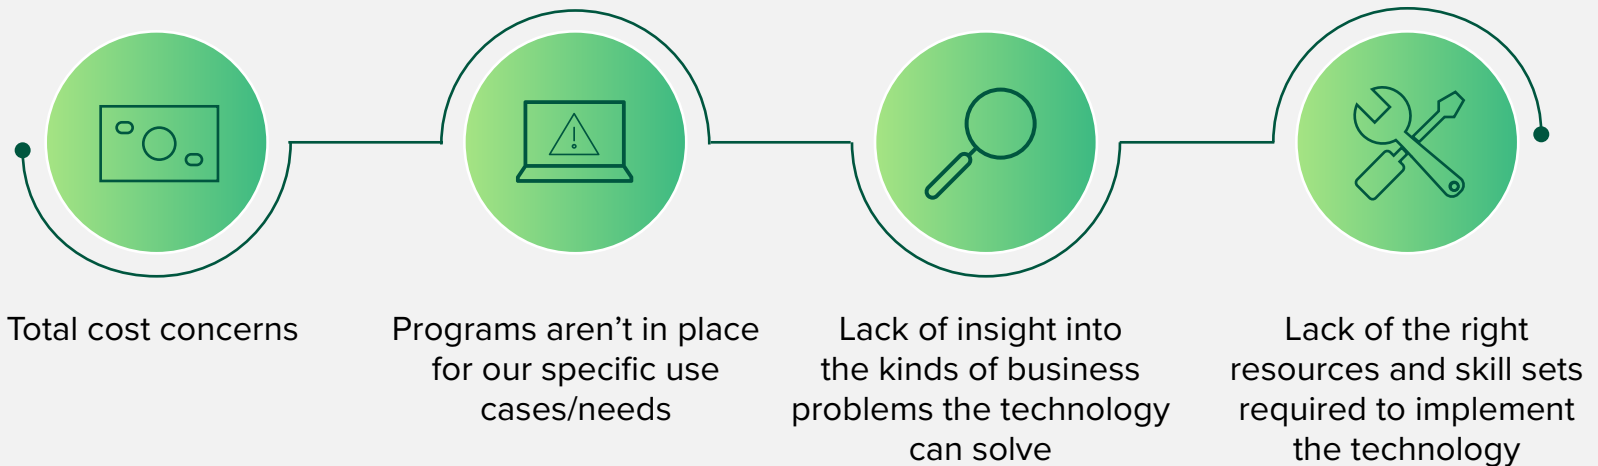 Total cost concerns
Programs aren’t in place
for our specific use
cases/needs
Lack of insight into
the kinds of business
problems the technology
can solve
Lack of the right
resources and skill sets
required to implement
the technology